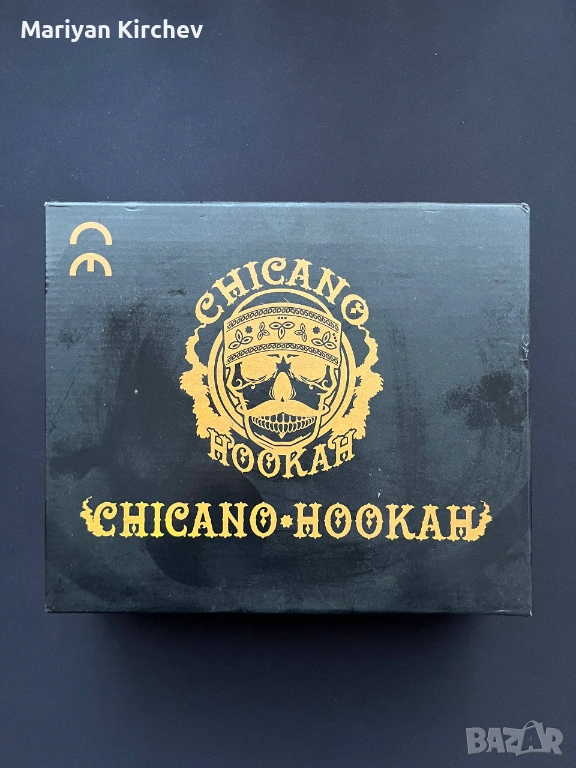 Mariyan Kirchev
CE
CHICANO
HOOKAH
CHICANO HOOKAH
BAZAR